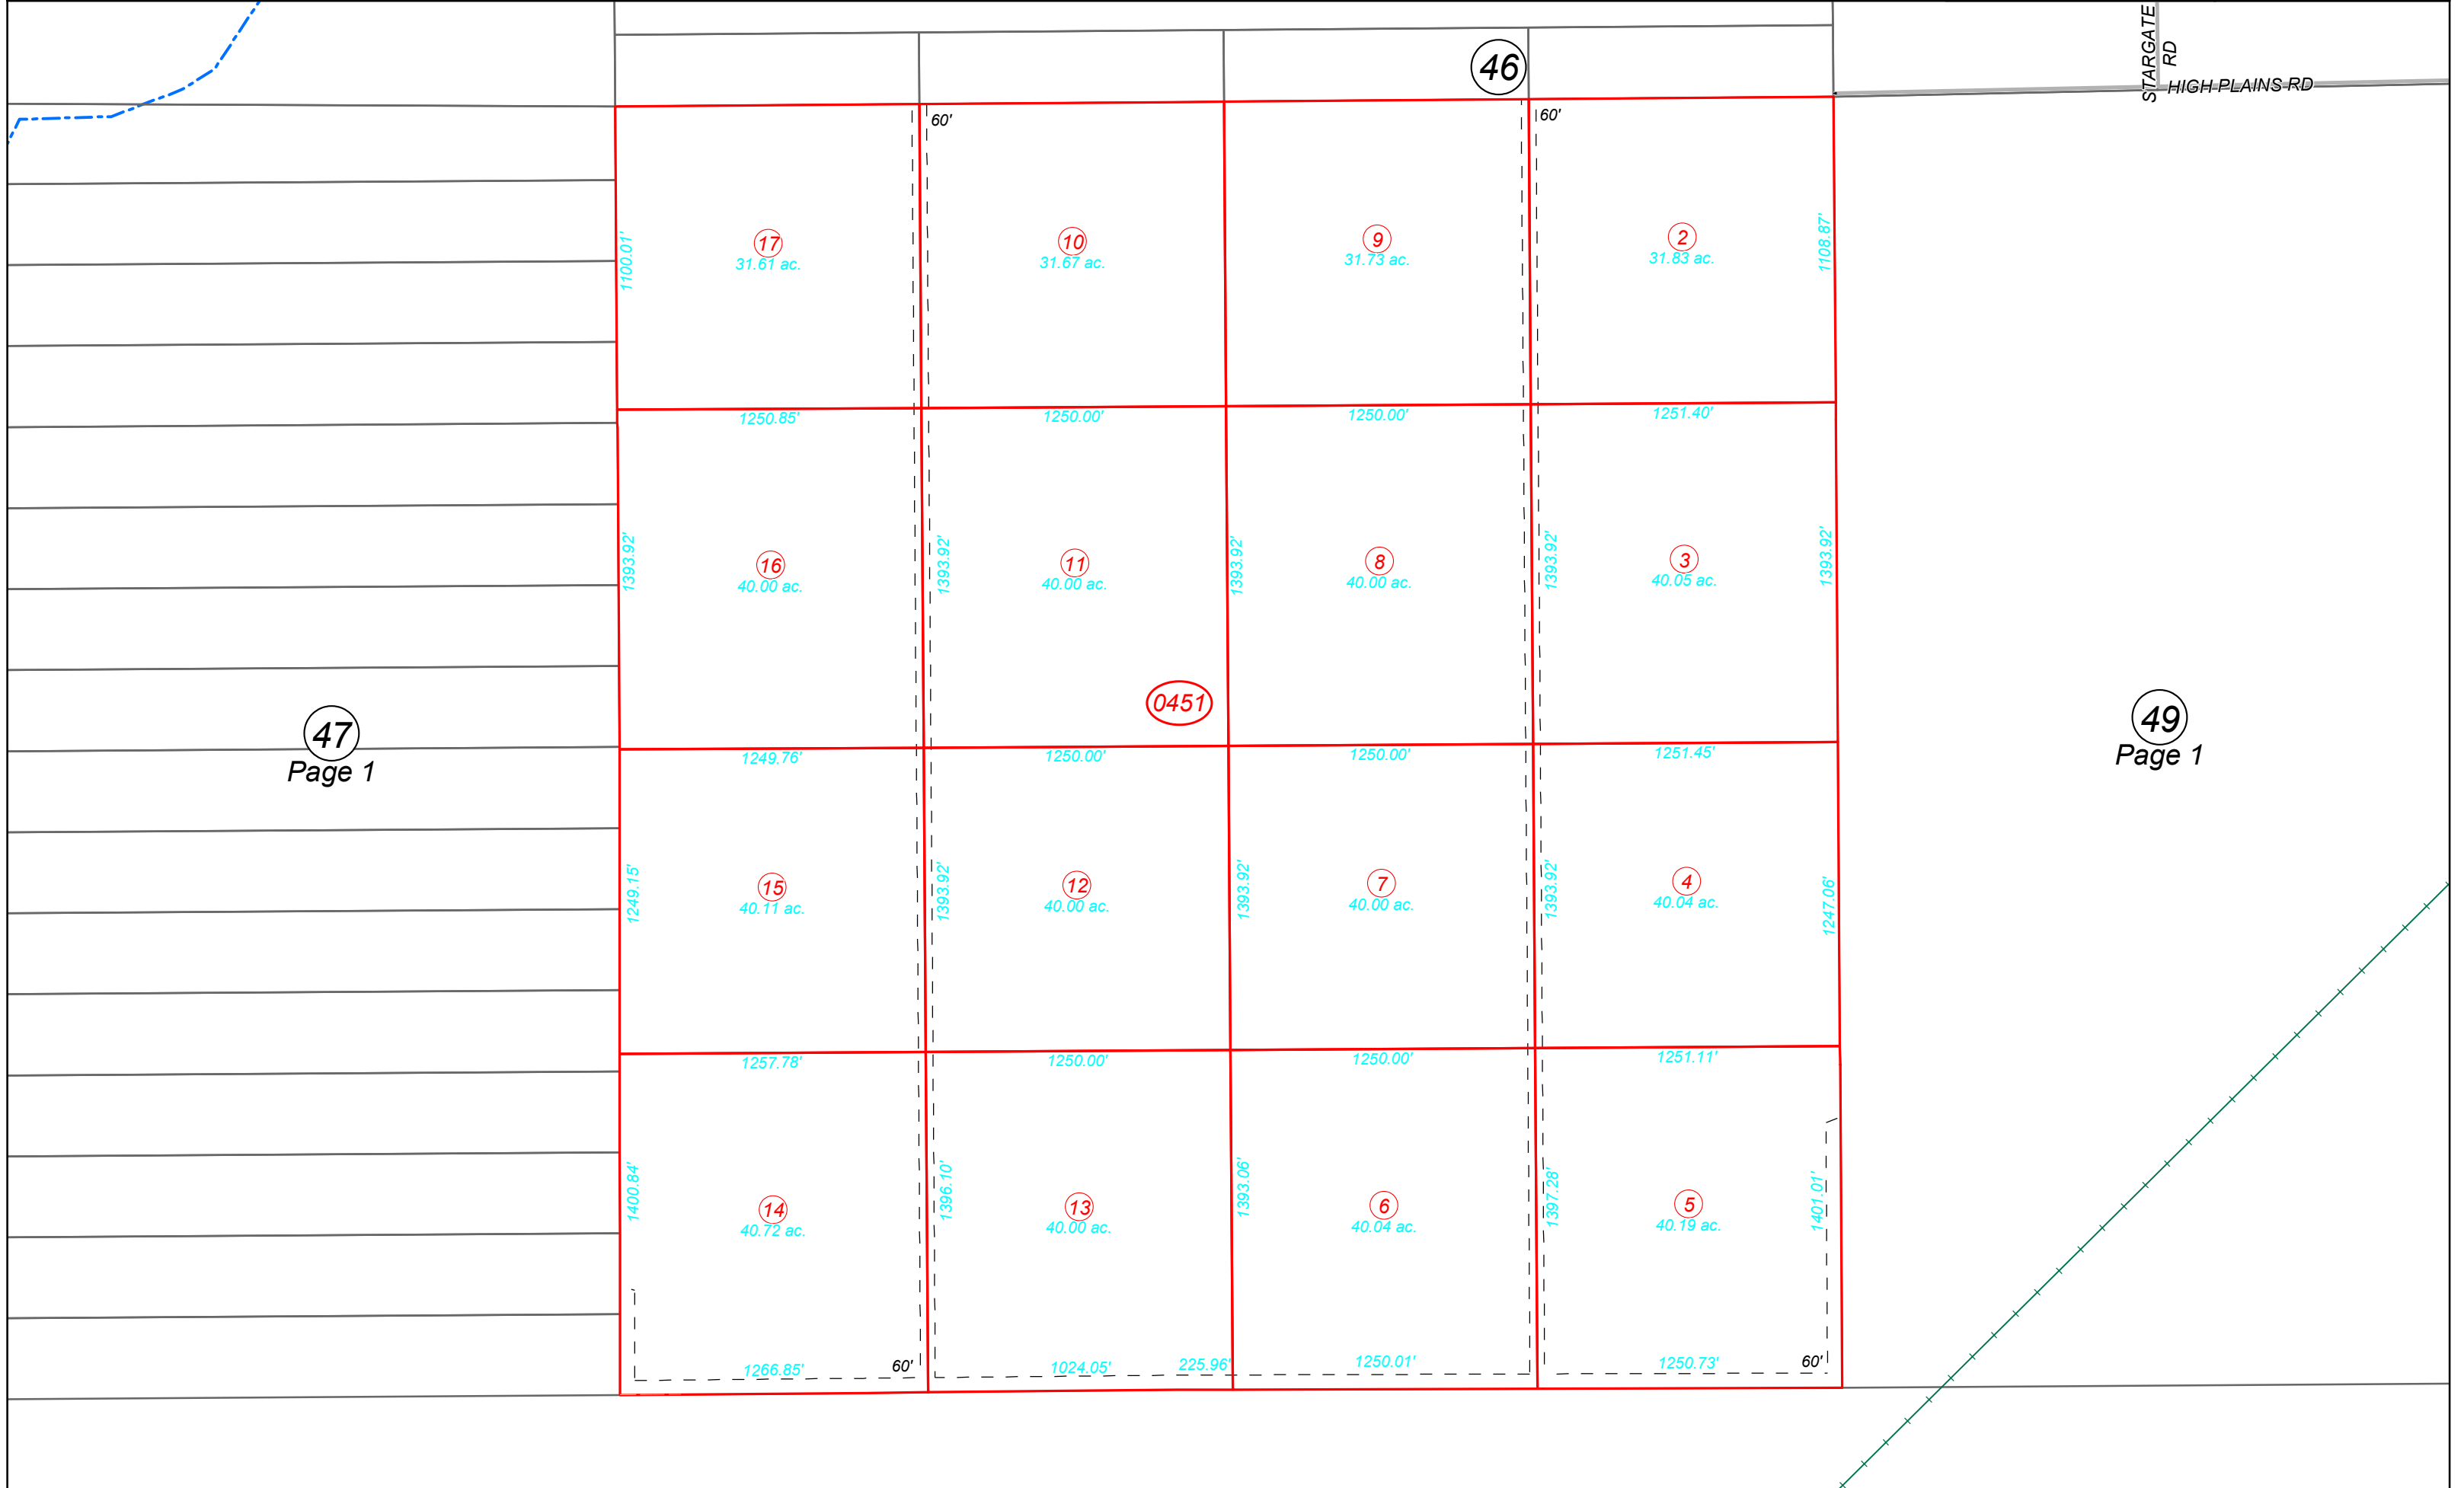 STARGATE
RD
HIGH PLAINS RD
46
60'
60'
1100.01'
17
31.61 ac.
10
31.67 ac.
9
31.73 ac.
2
31.83 ac.
1108.87'
1250.85'
1250.00'
1250.00'
1251.40'
1393.92'
16
40.00 ac.
1393.92'
11
40.00 ac.
1393.92'
8
40.00 ac.
1393.92'
3
40.05 ac.
1393.92'
0451
47
Page 1
49
Page 1
1249.76'
1250.00'
1250.00'
1251.45'
1249.15'
15
40.11 ac.
1393.92'
12
40.00 ac.
1393.92'
7
40.00 ac.
1393.92'
4
40.04 ac.
1247.06'
1257.78'
1250.00'
1250.00'
1251.11'
1400.84'
14
40.72 ac.
1396.10'
13
40.00 ac.
1393.06'
6
40.04 ac.
1397.28'
5
40.19 ac.
1401.01'
1266.85'
60'
1024.05'
225.96'
1250.01'
1250.73'
60'